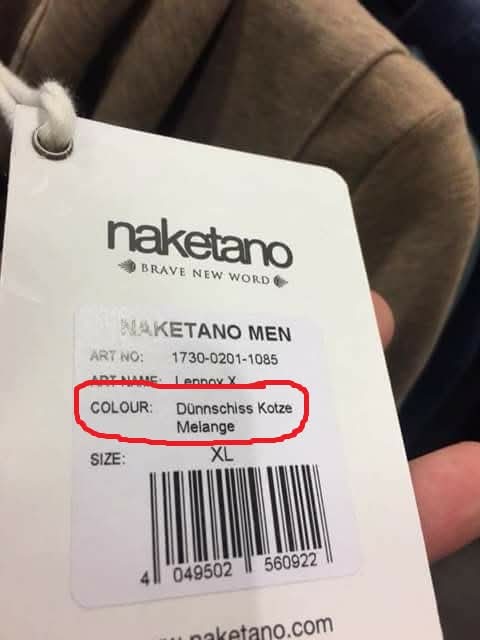 naketano
BRAVE NEW WORD
NAKETANO MEN
ART NO: 1730-0201-1085
ART NAME: Lennox X
COLOUR: Dünnschiss Kotze
Melange
SIZE: XL
4 049502 560922
naketano.com